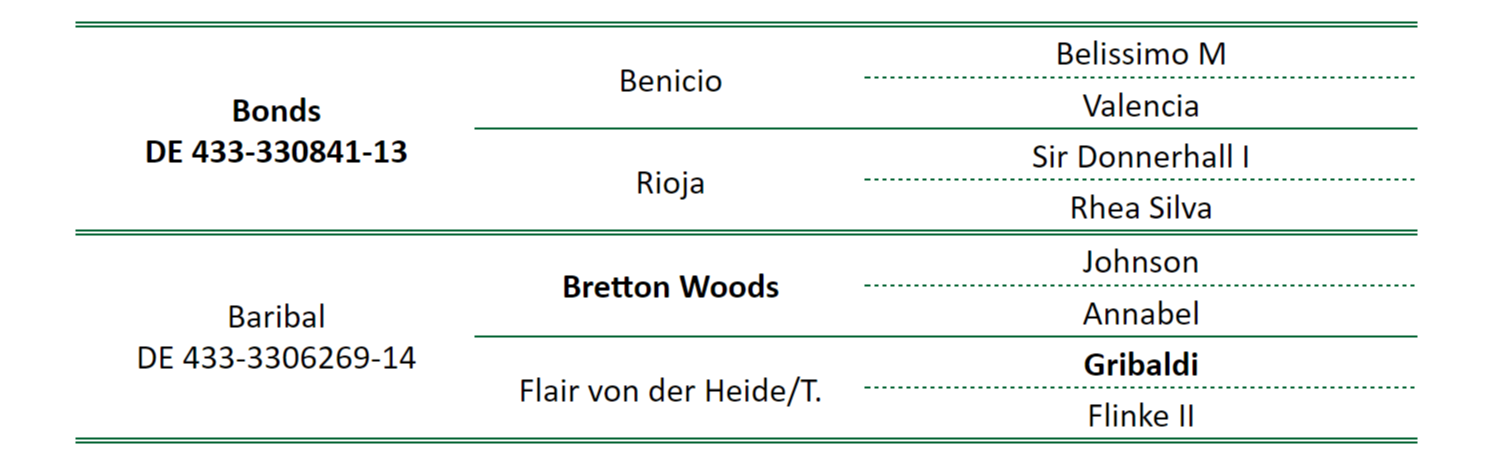 Belissimo M
Benicio
Valencia
Bonds
DE 433-330841-13
Sir Donnerhall I
Rioja
Rhea Silva
Johnson
Bretton Woods
Annabel
Baribal
DE 433-3306269-14
Gribaldi
Flair von der Heide/T.
Flinke II